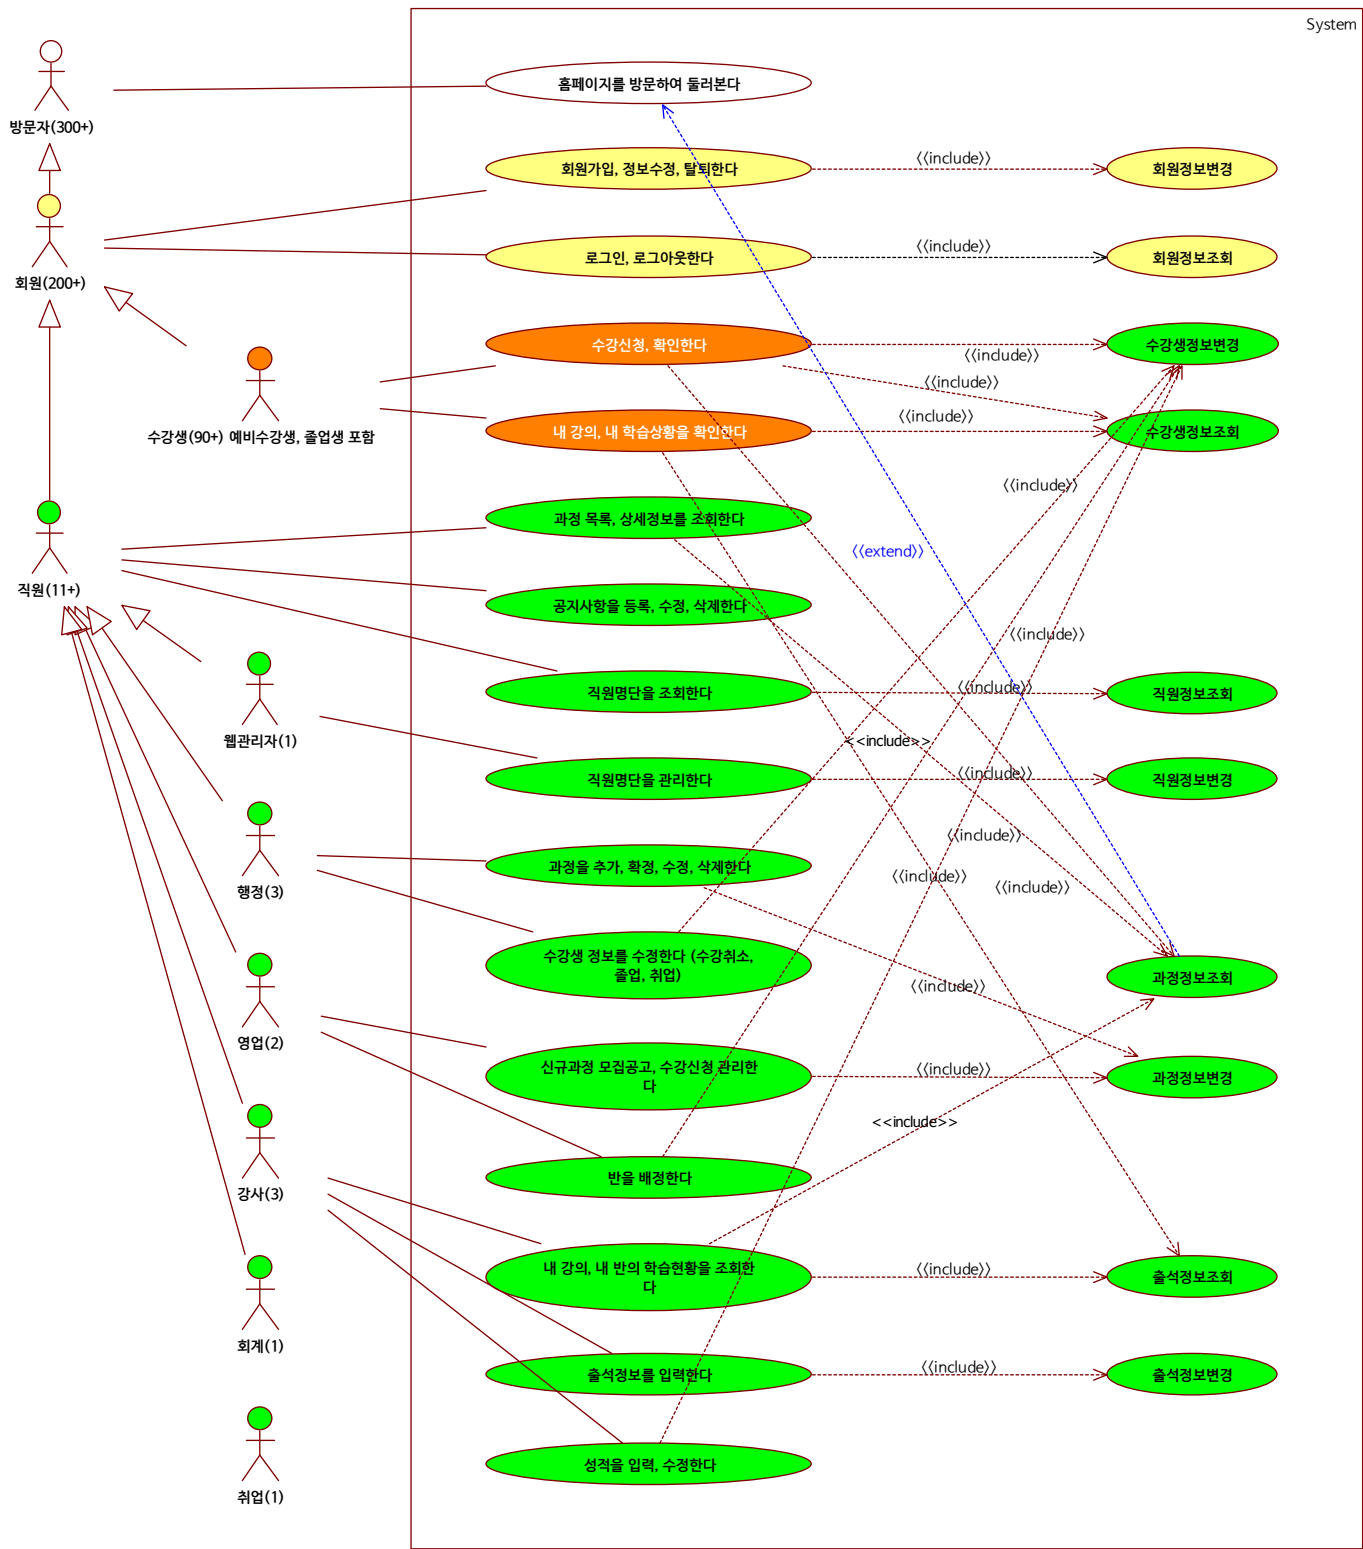 System
홈페이지를 방문하여 둘러본다
방문자(300+)
회원가입, 정보수정, 탈퇴한다
<<include>>
회원정보변경
로그인, 로그아웃한다
<<include>>
회원정보조회
회원(200+)
수강신청, 확인한다
<<include>>
수강생정보변경
<<include>>
수강생(90+) 예비수강생, 졸업생 포함
내 강의, 내 학습상황을 확인한다
<<include>>
수강생정보조회
<<include>>
과정 목록, 상세정보를 조회한다
<<extend>>
직원(11+)
공지사항을 등록, 수정, 삭제한다
<<include>>
직원명단을 조회한다
<<include>>
직원정보조회
웹관리자(1)
<<include>>
직원명단을 관리한다
<<include>>
직원정보변경
<<include>>
과정을 추가, 확정, 수정, 삭제한다
<<include>>
<<include>>
행정(3)
수강생 정보를 수정한다 (수강취소,
졸업, 취업)
과정정보조회
<<include>>
영업(2)
신규과정 모집공고, 수강신청 관리한
다
<<include>>
과정정보변경
<<include>>
반을 배정한다
강사(3)
내 강의, 내 반의 학습현황을 조회한
다
<<include>>
출석정보조회
회계(1)
출석정보를 입력한다
<<include>>
출석정보변경
성적을 입력, 수정한다
취업(1)